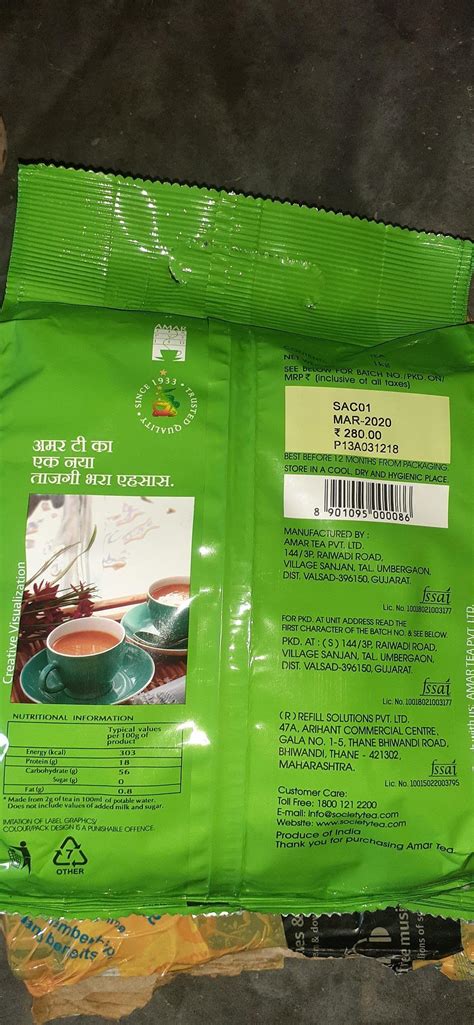 AMAR
SINCE 1933 • TRUSTED QUALITY
अमर टी का
एक नया
ताजगी भरा एहसास.
Creative Visualization
NUTRITIONAL INFORMATION
Typical values
per 100g of
product*
Energy (kcal) 303
Protein (g) 18
Carbohydrate (g) 56
Sugar (g) 0
Fat (g) 0.8
* Made from 2g of tea in 100ml of potable water.
Does not include values of added milk and sugar.
IMITATION OF LABEL GRAPHICS/
COLOUR/PACK DESIGN IS A PUNISHABLE OFFENCE.
7
OTHER
TEA
1kg
SEE BELOW FOR BATCH NO./PKD. ON/
MRP ₹ (inclusive of all taxes)
SAC01
MAR-2020
₹ 280.00
P13A031218
BEST BEFORE 12 MONTHS FROM PACKAGING.
STORE IN A COOL, DRY AND HYGIENIC PLACE.
8 901095 000086
MANUFACTURED BY :
AMAR TEA PVT. LTD.
144/3P, RAIWADI ROAD,
VILLAGE SANJAN, TAL. UMBERGAON,
DIST. VALSAD-396150, GUJARAT.
fssai
Lic. No. 10018021003177
FOR PKD. AT UNIT ADDRESS READ THE
FIRST CHARACTER OF THE BATCH NO. & SEE BELOW.
PKD. AT : ( S ) 144/3P, RAIWADI ROAD,
VILLAGE SANJAN, TAL. UMBERGAON,
DIST. VALSAD-396150, GUJARAT.
fssai
Lic. No. 10018021003177
( R ) REFILL SOLUTIONS PVT. LTD.
47A, ARIHANT COMMERCIAL CENTRE,
GALA NO. 1-5, THANE BHIWANDI ROAD,
BHIWANDI, THANE - 421302,
MAHARASHTRA.
fssai
Lic. No. 10015022003795
Customer Care:
Toll Free: 1800 121 2200
E-mail: info@societytea.com
Website: www.societytea.com
Produce of India
Thank you for purchasing Amar Tea
AMAR TEA PVT. LTD.
benefits